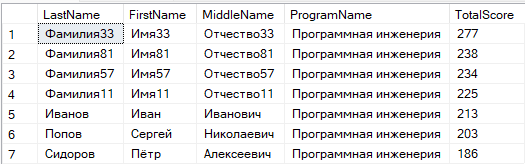 LastName FirstName MiddleName ProgramName TotalScore
1 Фамилия33 Имя33 Отчество33 Программная инженерия 277
2 Фамилия81 Имя81 Отчество81 Программная инженерия 238
3 Фамилия57 Имя57 Отчество57 Программная инженерия 234
4 Фамилия11 Имя11 Отчество11 Программная инженерия 225
5 Иванов Иван Иванович Программная инженерия 213
6 Попов Сергей Николаевич Программная инженерия 203
7 Сидоров Пётр Алексеевич Программная инженерия 186